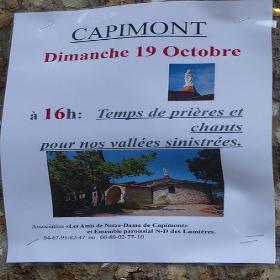 CAPIMONT
Dimanche 19 Octobre
à 16h: Temps de prières et
chants
pour nos vallées sinistrées.
Association «Les Amis de Notre-Dame de Capimont»
et Ensemble paroissial N-D des Lumières.
04-67-95-62-47 ou 06-80-02-77-10